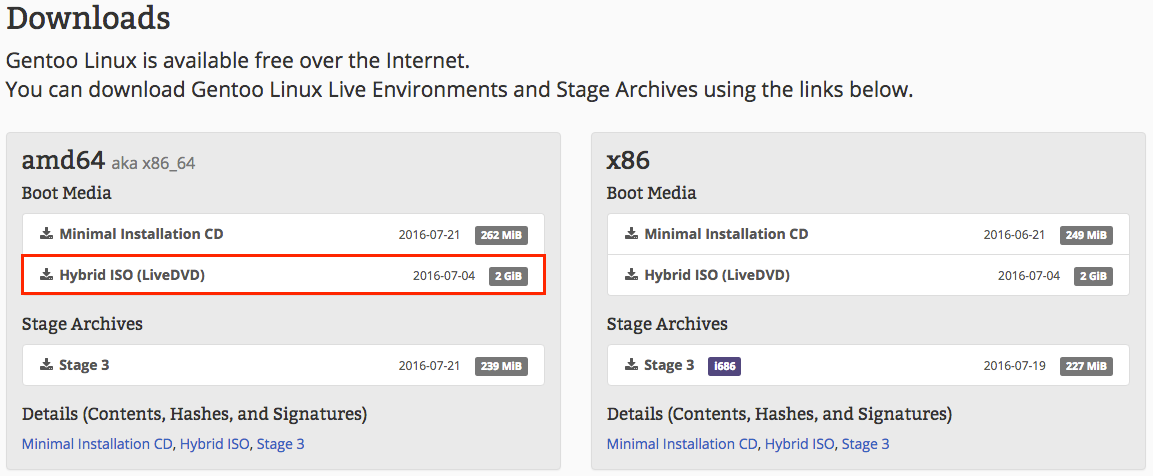 Downloads
Gentoo Linux is available free over the Internet.
You can download Gentoo Linux Live Environments and Stage Archives using the links below.
amd64 aka x86_64
Boot Media
Minimal Installation CD 2016-07-21 262 MiB
Hybrid ISO (LiveDVD) 2016-07-04 2 GiB
Stage Archives
Stage 3 2016-07-21 239 MiB
Details (Contents, Hashes, and Signatures)
Minimal Installation CD, Hybrid ISO, Stage 3
x86
Boot Media
Minimal Installation CD 2016-06-21 249 MiB
Hybrid ISO (LiveDVD) 2016-07-04 2 GiB
Stage Archives
Stage 3 i686 2016-07-19 227 MiB
Details (Contents, Hashes, and Signatures)
Minimal Installation CD, Hybrid ISO, Stage 3